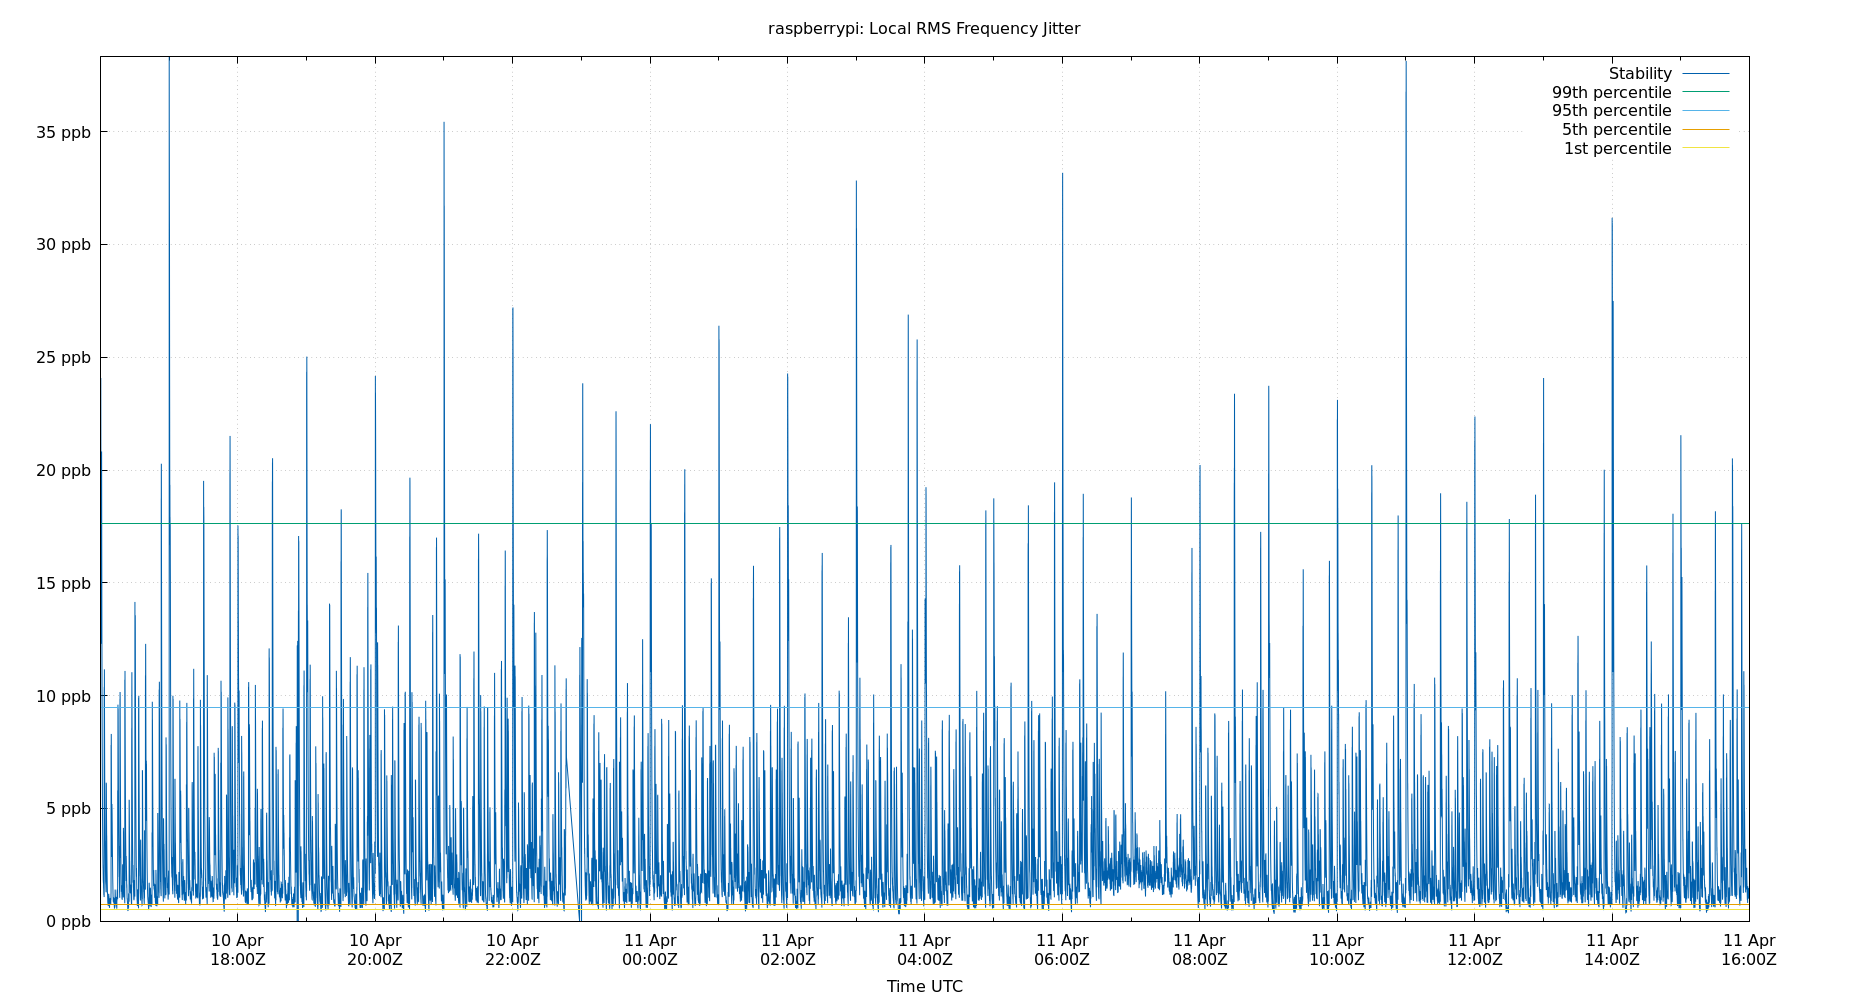 raspberrypi: Local RMS Frequency Jitter
Stability
99th percentile
95th percentile
5th percentile
1st percentile
35 ppb
30 ppb
25 ppb
20 ppb
15 ppb
10 ppb
5 ppb
0 ppb
10 Apr 10 Apr 10 Apr 11 Apr 11 Apr 11 Apr 11 Apr 11 Apr 11 Apr 11 Apr 11 Apr 11 Apr
18:00Z 20:00Z 22:00Z 00:00Z 02:00Z 04:00Z 06:00Z 08:00Z 10:00Z 12:00Z 14:00Z 16:00Z
Time UTC